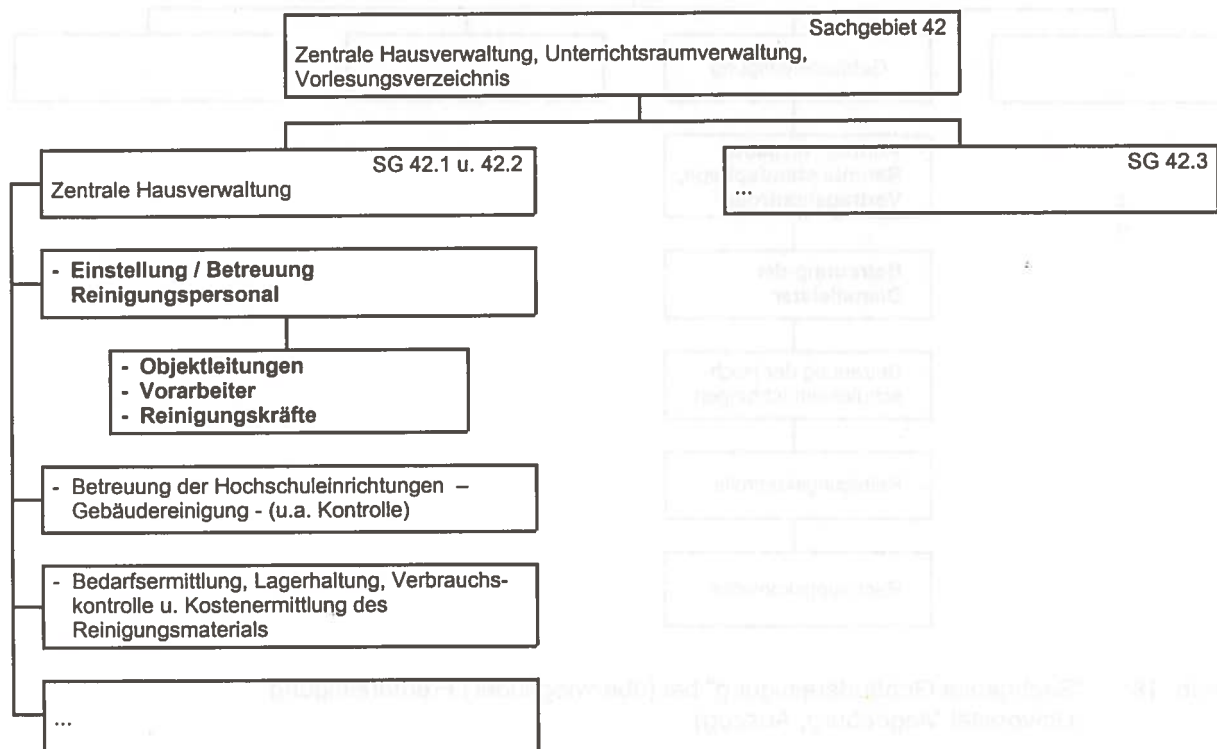 Sachgebiet 42
Zentrale Hausverwaltung, Unterrichtsraumverwaltung,
Vorlesungsverzeichnis
SG 42.1 u. 42.2
Zentrale Hausverwaltung
- Einstellung / Betreuung
Reinigungspersonal
- Objektleitungen
- Vorarbeiter
- Reinigungskräfte
- Betreuung der Hochschuleinrichtungen –
Gebäudereinigung - (u.a. Kontrolle)
- Bedarfsermittlung, Lagerhaltung, Verbrauchs-
kontrolle u. Kostenermittlung des
Reinigungsmaterials
...
SG 42.3
...